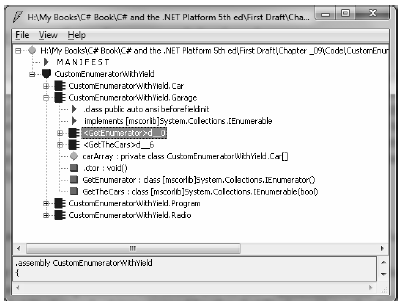 H:\My Books\C# Book\C# and the .NET Platform 5th ed\First Draft\Cha...
File View Help
H:\My Books\C# Book\C# and the .NET Platform 5th ed\First Draft\Chapter _09\Code\CustomEnum
M A N I F E S T
CustomEnumeratorWithYield
CustomEnumeratorWithYield.Car
CustomEnumeratorWithYield.Garage
.class public auto ansi beforefieldinit
implements [mscorlib]System.Collections.IEnumerable
<GetEnumerator>d__0
<GetTheCars>d__6
carArray : private class CustomEnumeratorWithYield.Car[]
.ctor : void()
GetEnumerator : class [mscorlib]System.Collections.IEnumerator()
GetTheCars : class [mscorlib]System.Collections.IEnumerable(bool)
CustomEnumeratorWithYield.Program
CustomEnumeratorWithYield.Radio
.assembly CustomEnumeratorWithYield
{